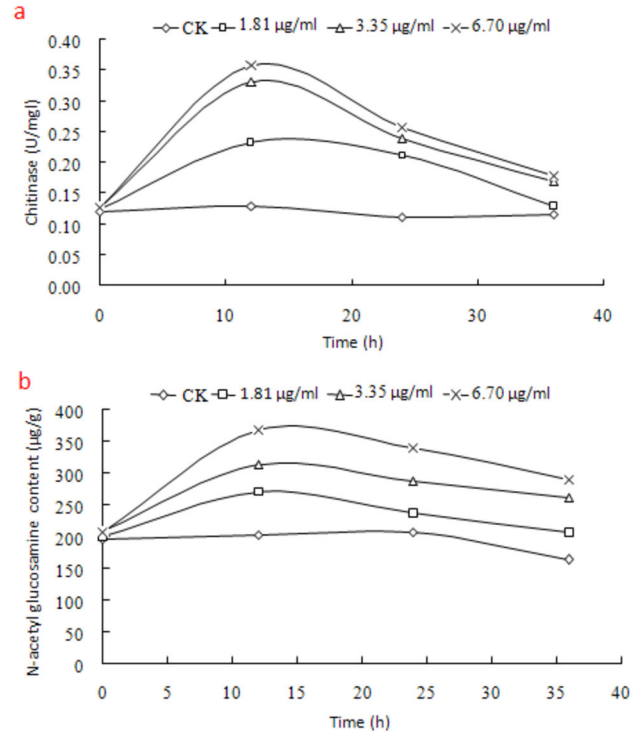 a
CK 1.81 µg/ml 3.35 µg/ml 6.70 µg/ml
0.40
0.35
0.30
0.25
0.20
0.15
0.10
0.05
0.00
Chitinase (U/mgl)
0 10 20 30 40
Time (h)
b
CK 1.81 µg/ml 3.35 µg/ml 6.70 µg/ml
400
350
300
250
200
150
100
50
0
N-acetyl glucosamine content (µg/g)
0 5 10 15 20 25 30 35 40
Time (h)